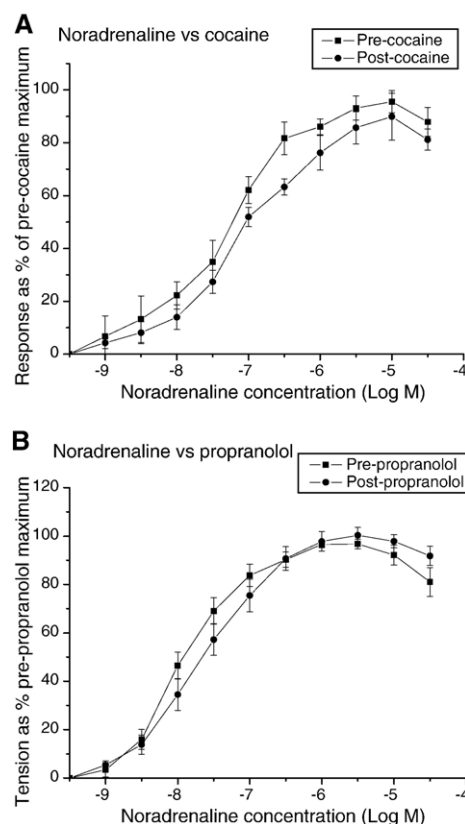 A
Noradrenaline vs cocaine
Pre-cocaine
Post-cocaine
Response as % of pre-cocaine maximum
100
80
60
40
20
0
-9 -8 -7 -6 -5 -4
Noradrenaline concentration (Log M)
B
Noradrenaline vs propranolol
Pre-propranolol
Post-propranolol
Tension as % pre-propranolol maximum
120
100
80
60
40
20
0
-9 -8 -7 -6 -5 -4
Noradrenaline concentration (Log M)